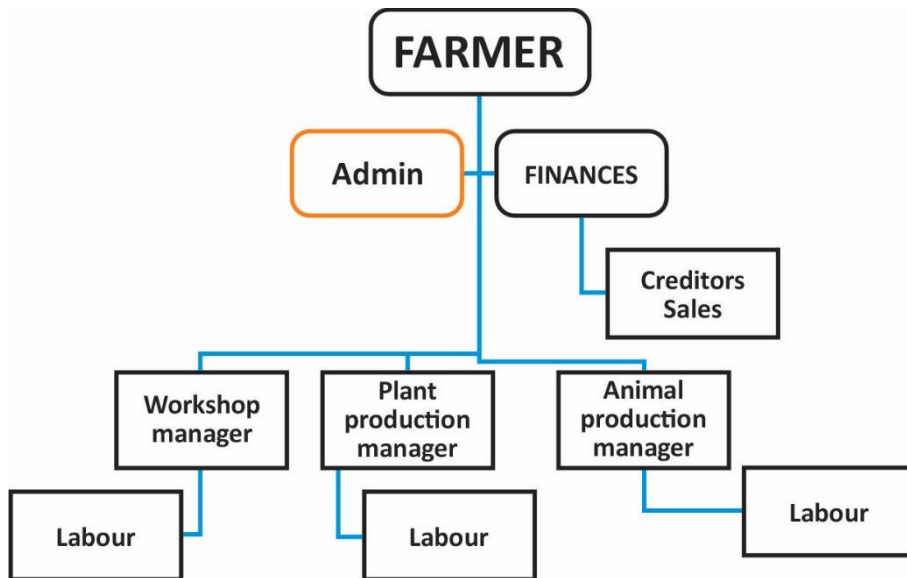 FARMER
Admin
FINANCES
Creditors
Sales
Workshop
manager
Plant
production
manager
Animal
production
manager
Labour
Labour
Labour